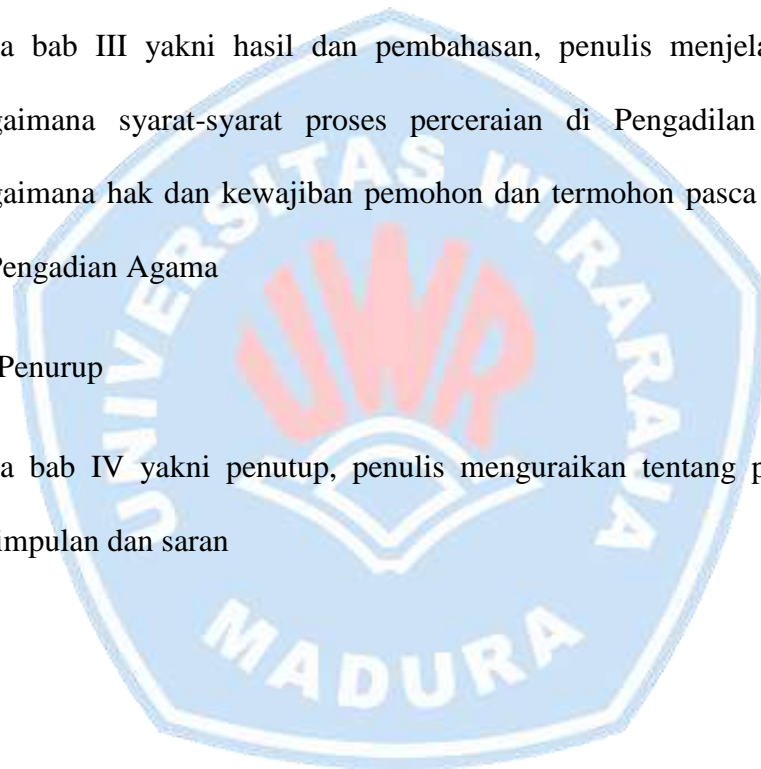 a bab III yakni hasil dan pembahasan, penulis menjela
gaimana syarat-syarat proses perceraian di Pengadilan
gaimana hak dan kewajiban pemohon dan termohon pasca
Pengadian Agama
Penurup
a bab IV yakni penutup, penulis menguraikan tentang p
impulan dan saran
UNIVERSITAS WIRARAJA
UWR
MADURA